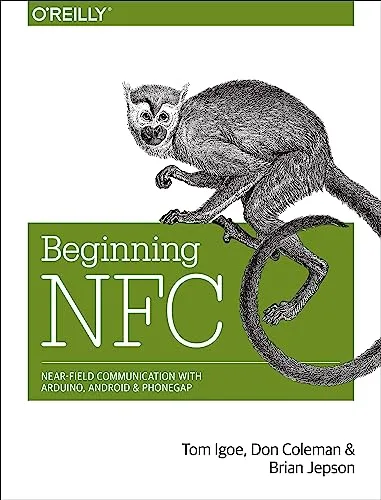 O'REILLY®
Beginning
NFC
NEAR-FIELD COMMUNICATION WITH
ARDUINO, ANDROID & PHONEGAP
Tom Igoe, Don Coleman &
Brian Jepson